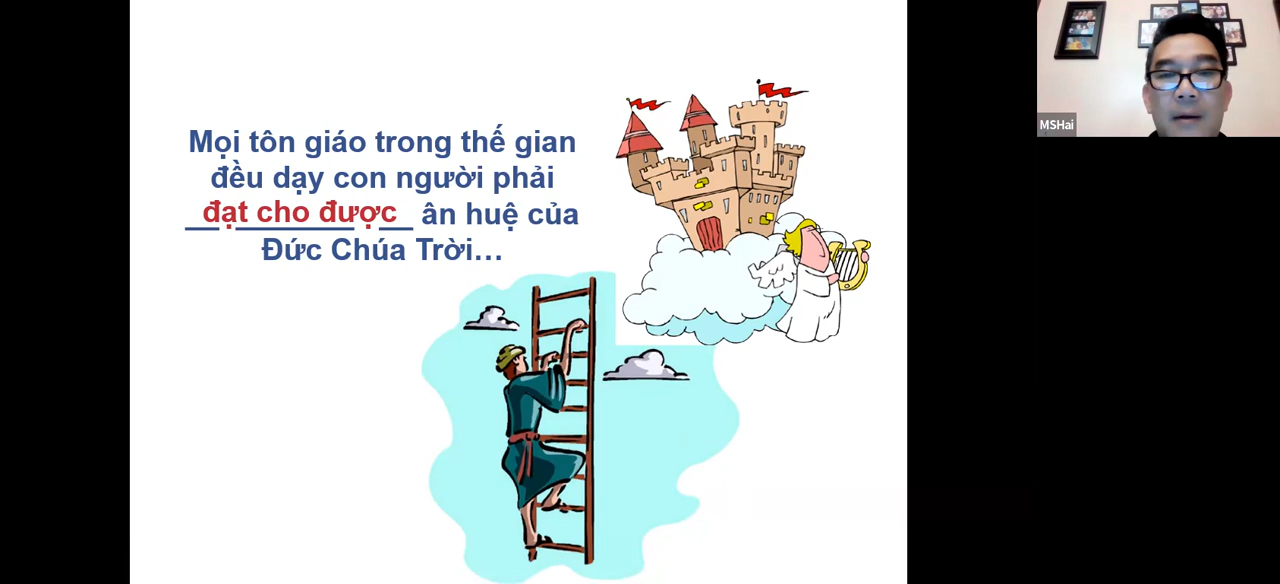 Mọi tôn giáo trong thế gian
đều dạy con người phải
đạt cho được ân huệ của
Đức Chúa Trời…
MSHai